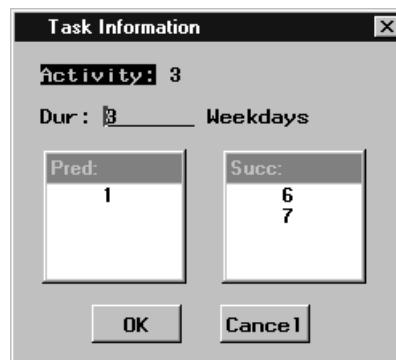 Task Information
Activity: 3
Dur: 3 Weekdays
Pred:
1
Succ:
6
7
OK
Cancel